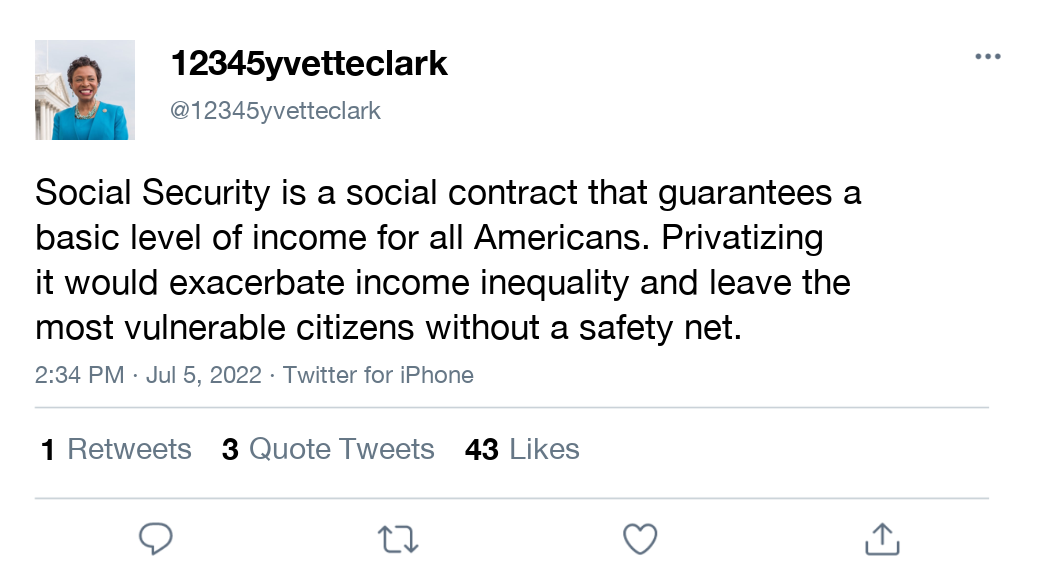 12345yvetteclark
@12345yvetteclark
Social Security is a social contract that guarantees a
basic level of income for all Americans. Privatizing
it would exacerbate income inequality and leave the
most vulnerable citizens without a safety net.
2:34 PM · Jul 5, 2022 · Twitter for iPhone
1 Retweets 3 Quote Tweets 43 Likes